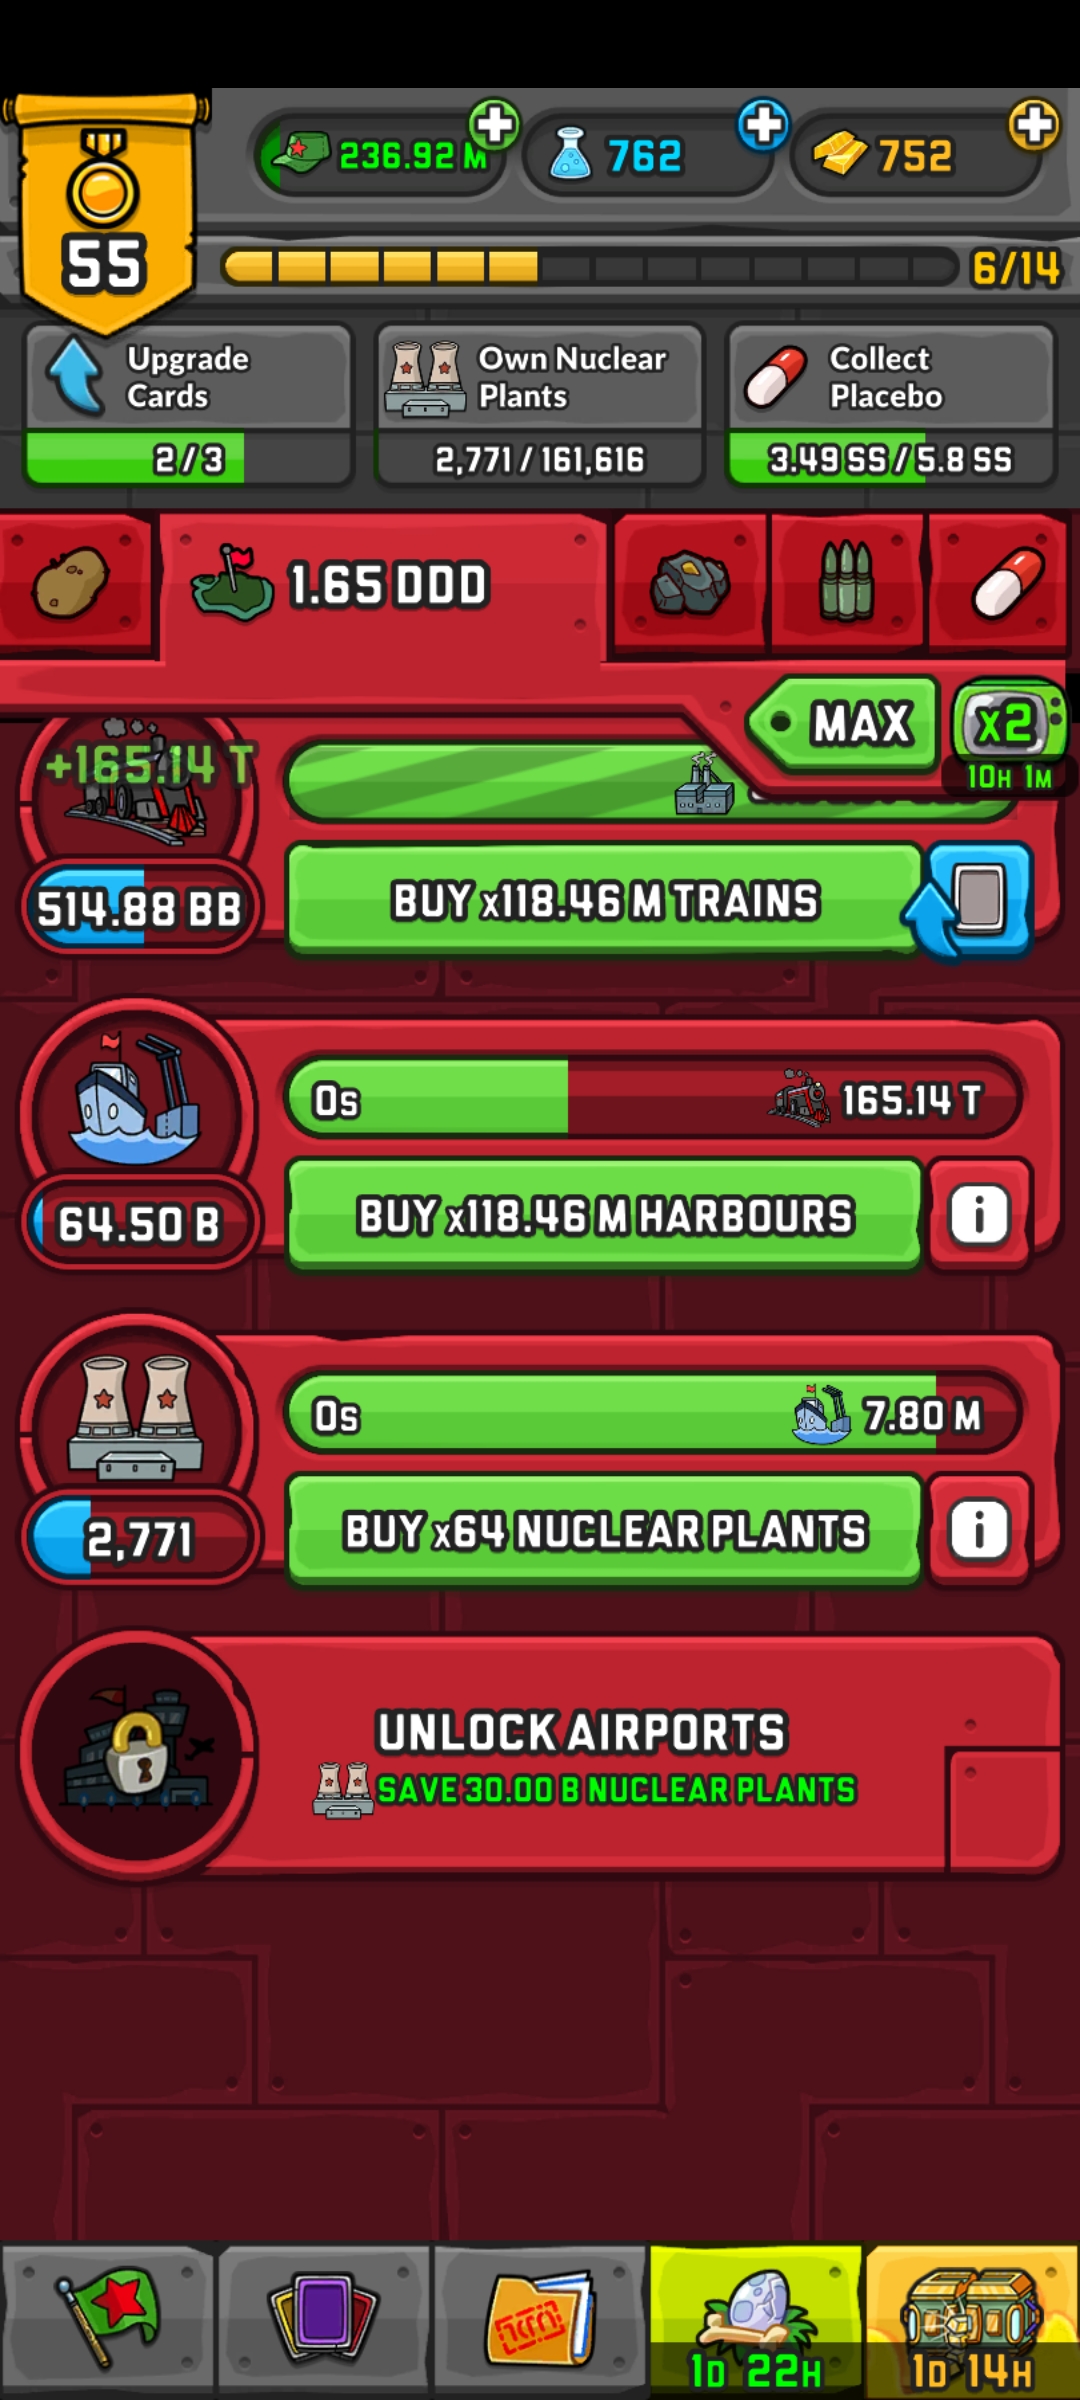 55
236.92 M
762
752
6/14
Upgrade
Cards
2/3
Own Nuclear
Plants
2,771/161,616
Collect
Placebo
3.49 SS/5.8 SS
1.65 DDD
MAX
x2
10H 1M
+165.14 T
514.88 BB
BUY x118.46 M TRAINS
0s
165.14 T
64.50 B
BUY x118.46 M HARBOURS
i
0s
7.80 M
2,771
BUY x64 NUCLEAR PLANTS
i
UNLOCK AIRPORTS
SAVE 30.00 B NUCLEAR PLANTS
1D 22H
1D 14H